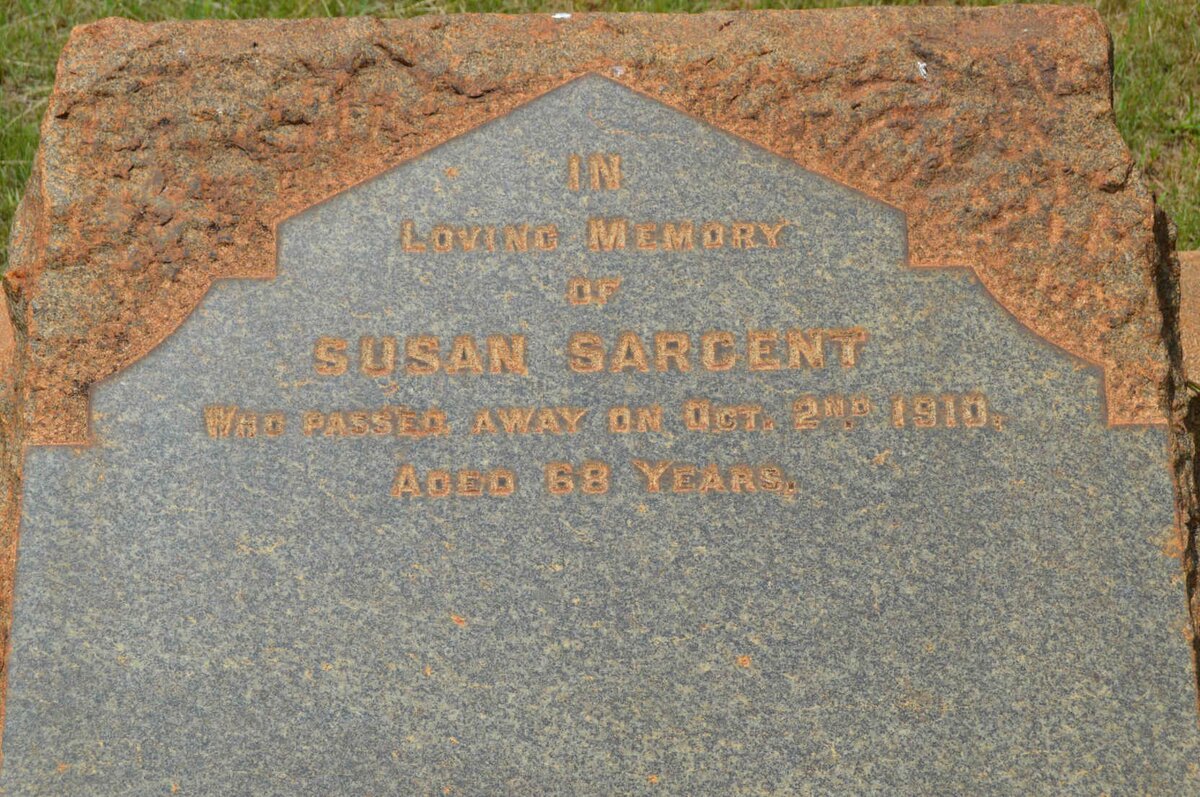 IN
LOVING MEMORY
OF
SUSAN SARGENT
WHO PASSED AWAY ON OCT. 2ND 1910.
AGED 68 YEARS.